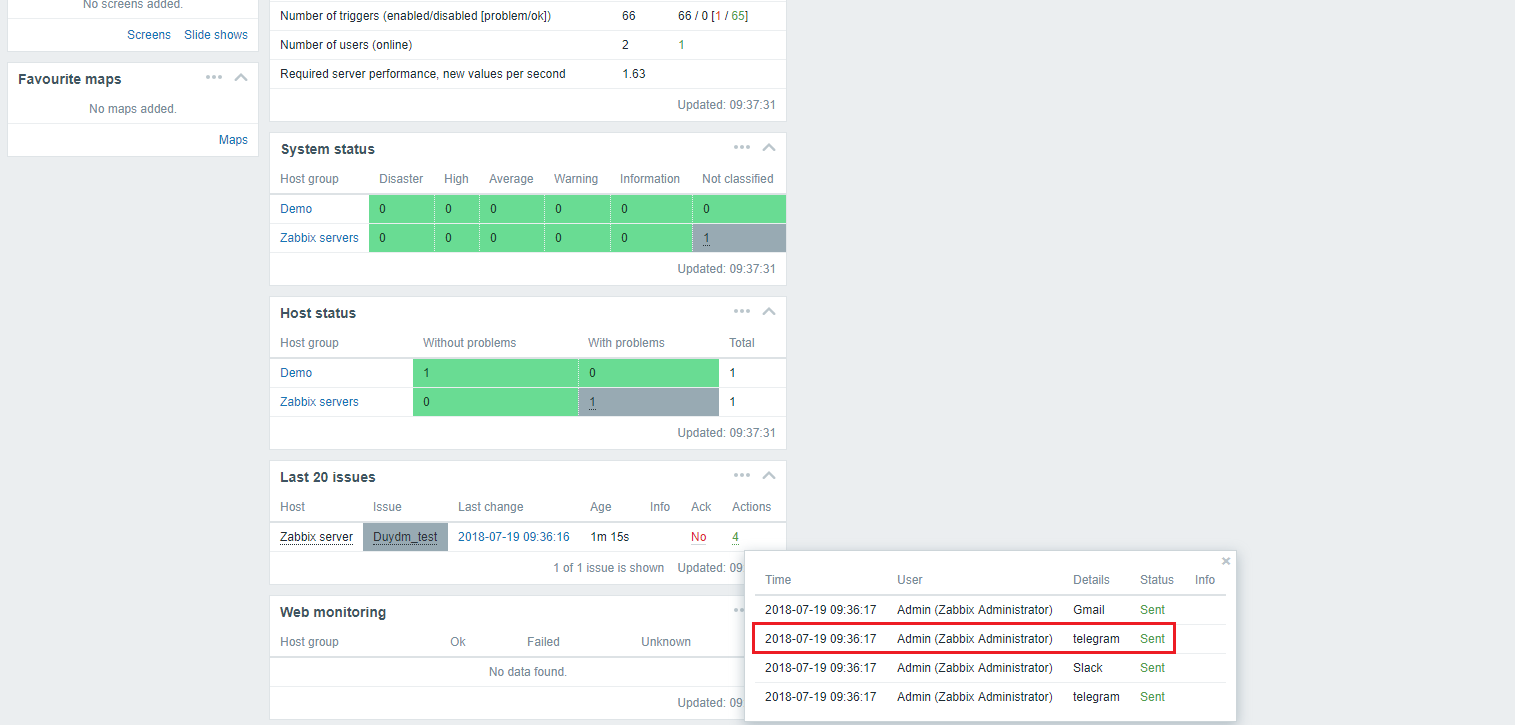 No screens added.
Screens Slide shows
Favourite maps
No maps added.
Maps
Number of triggers (enabled/disabled [problem/ok]) 66 66 / 0 [1 / 65]
Number of users (online) 2 1
Required server performance, new values per second 1.63
Updated: 09:37:31
System status
Host group Disaster High Average Warning Information Not classified
Demo 0 0 0 0 0 0
Zabbix servers 0 0 0 0 0 1
Updated: 09:37:31
Host status
Host group Without problems With problems Total
Demo 1 0 1
Zabbix servers 0 1 1
Updated: 09:37:31
Last 20 issues
Host Issue Last change Age Info Ack Actions
Zabbix server Duydm_test 2018-07-19 09:36:16 1m 15s No 4
1 of 1 issue is shown Updated: 09
Web monitoring
Host group Ok Failed Unknown
No data found.
Updated: 09
Time User Details Status Info
2018-07-19 09:36:17 Admin (Zabbix Administrator) Gmail Sent
2018-07-19 09:36:17 Admin (Zabbix Administrator) telegram Sent
2018-07-19 09:36:17 Admin (Zabbix Administrator) Slack Sent
2018-07-19 09:36:17 Admin (Zabbix Administrator) telegram Sent